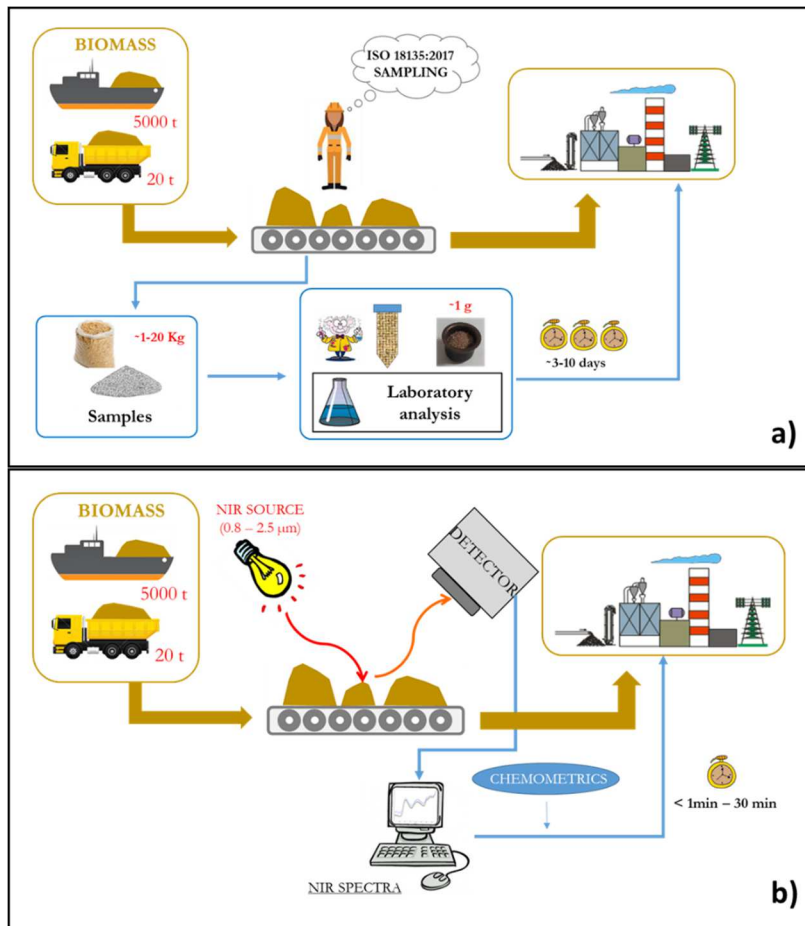 BIOMASS
5000 t
20 t
ISO 18135:2017
SAMPLING
~1-20 Kg
Samples
~1 g
Laboratory
analysis
~3-10 days
a)
BIOMASS
5000 t
20 t
NIR SOURCE
(0.8 – 2.5 µm)
DETECTOR
CHEMOMETRICS
< 1min – 30 min
NIR SPECTRA
b)